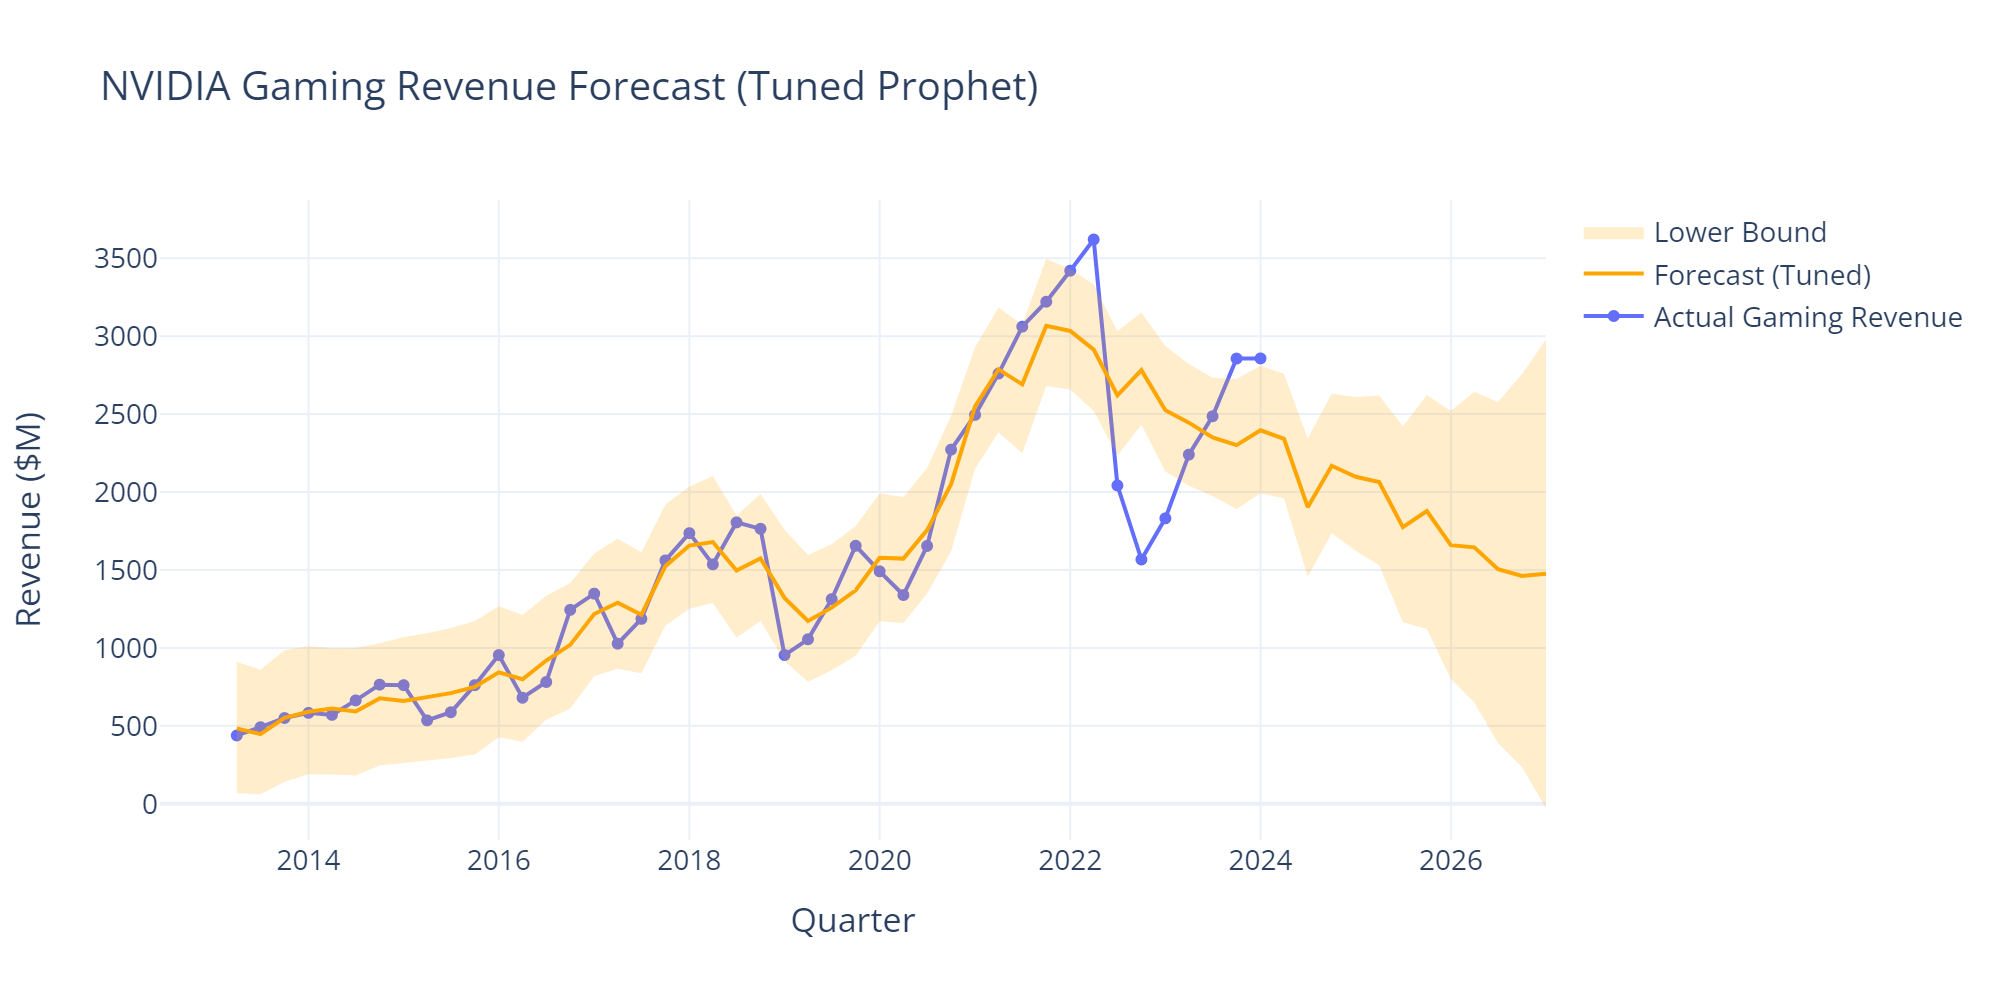 NVIDIA Gaming Revenue Forecast (Tuned Prophet)
Lower Bound
Forecast (Tuned)
Actual Gaming Revenue
Revenue ($M)
3500
3000
2500
2000
1500
1000
500
0
2014 2016 2018 2020 2022 2024 2026
Quarter